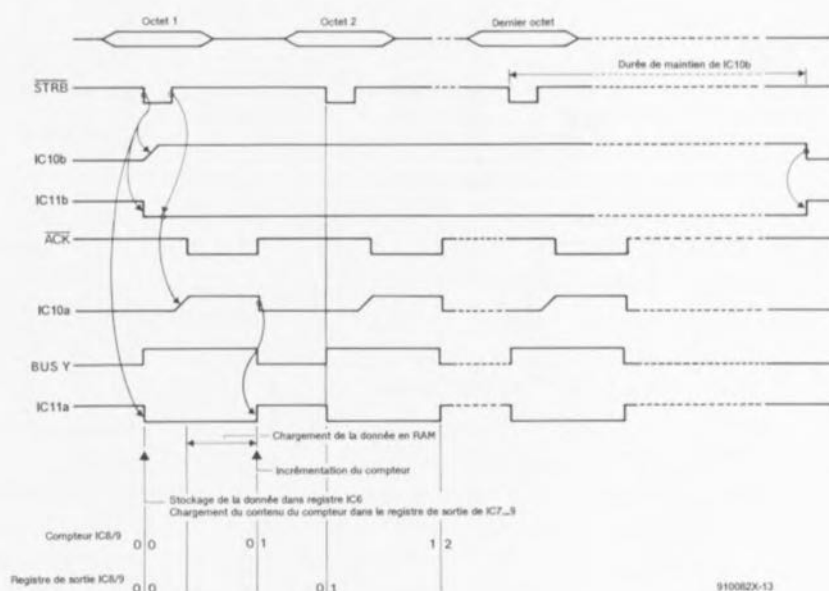 Octet 1
Octet 2
Dernier octet
Durée de maintien de IC10b
STRB
IC10b
IC11b
ACK
IC10a
BUS Y
IC11a
Chargement de la donnée en RAM
Incrémentation du compteur
Stockage de la donnée dans registre IC6
Chargement du contenu du compteur dans le registre de sortie de IC7...9
Compteur IC8/9 0 0 0 1 1 2
Registre de sortie IC8/9 0 0 0 1
910082X-13